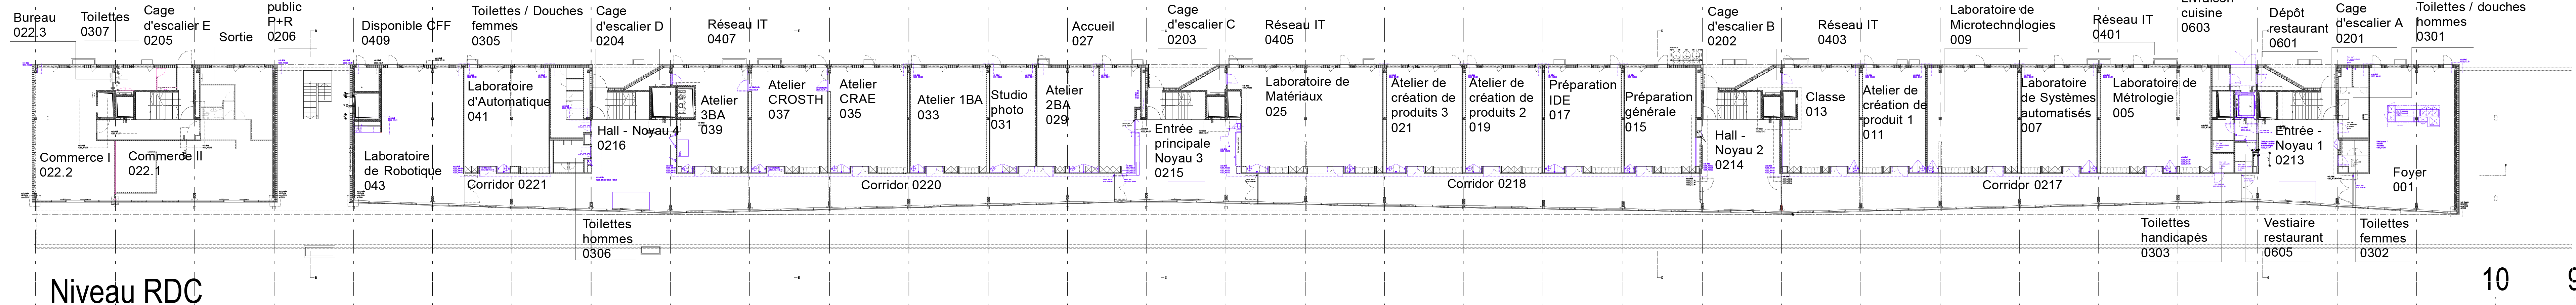 Bureau
022.3
Toilettes
0307
Cage
d'escalier E
0205
Sortie
public
P+R
0206
Disponible CFF
0409
Toilettes / Douches
femmes
0305
Cage
d'escalier D
0204
Réseau IT
0407
Accueil
027
Cage
d'escalier C
0203
Réseau IT
0405
Cage
d'escalier B
0202
Réseau IT
0403
Laboratoire de
Microtechnologies
009
Réseau IT
0401
Livraison
cuisine
0603
Dépôt
restaurant
0601
Cage
d'escalier A
0201
Toilettes / douches
hommes
0301
Commerce I
022.2
Commerce II
022.1
Laboratoire
de Robotique
043
Laboratoire
d'Automatique
041
Corridor 0221
Hall - Noyau 4
0216
Atelier
3BA
039
Atelier
CROSTH
037
Atelier
CRAE
035
Atelier 1BA
033
Studio
photo
031
Atelier
2BA
029
Corridor 0220
Entrée
principale
Noyau 3
0215
Laboratoire de
Matériaux
025
Atelier de
création de
produits 3
021
Atelier de
création de
produits 2
019
Préparation
IDE
017
Préparation
générale
015
Corridor 0218
Hall -
Noyau 2
0214
Classe
013
Atelier de
création de
produit 1
011
Laboratoire
de Systèmes
automatisés
007
Laboratoire de
Métrologie
005
Corridor 0217
Entrée -
Noyau 1
0213
Foyer
001
Toilettes
hommes
0306
Toilettes
handicapés
0303
Vestiaire
restaurant
0605
Toilettes
femmes
0302
Niveau RDC
10
9